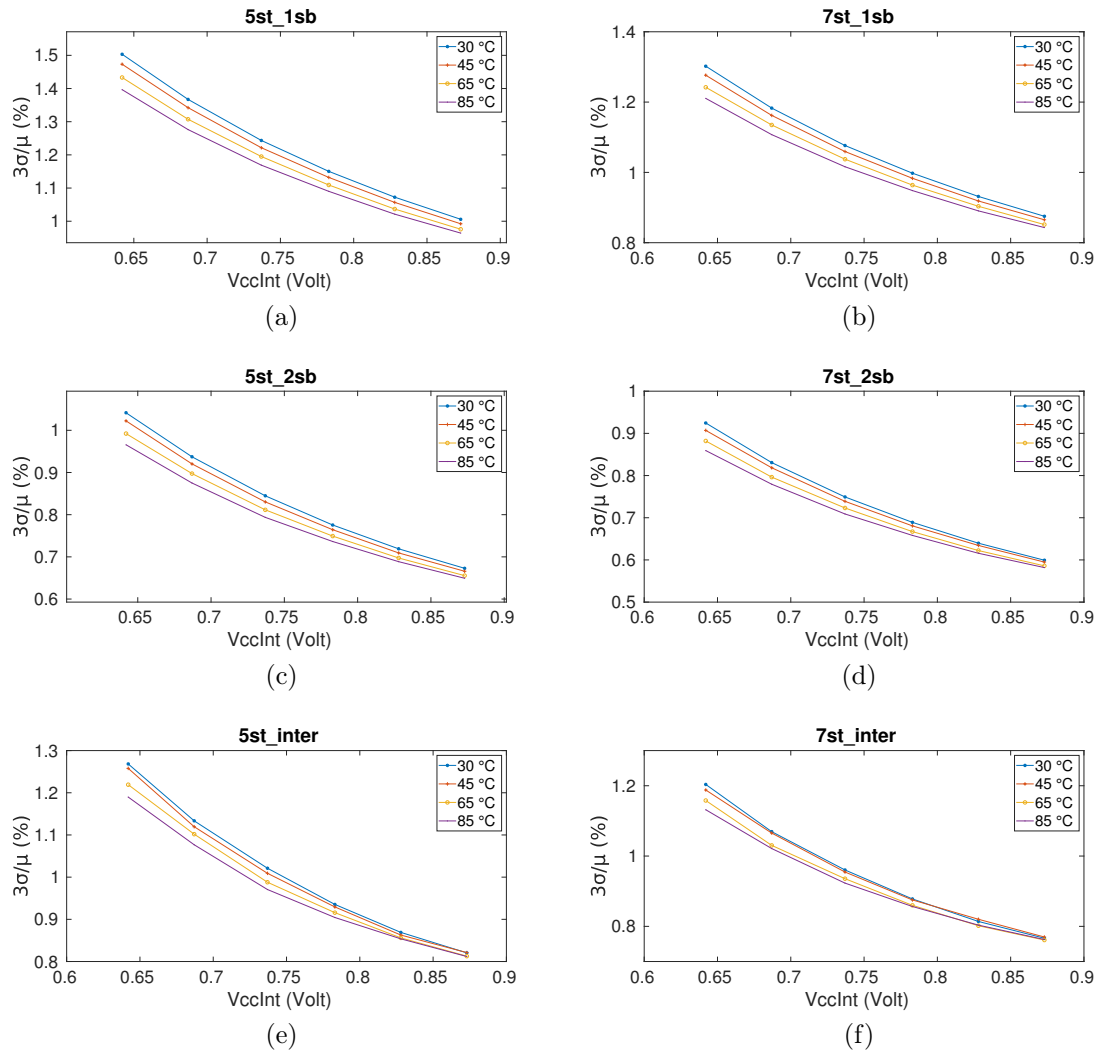 5st_1sb
3σ/μ (%)
1.5
1.4
1.3
1.2
1.1
1
0.65 0.7 0.75 0.8 0.85 0.9
VccInt (Volt)
30 °C
45 °C
65 °C
85 °C
(a)
7st_1sb
3σ/μ (%)
1.4
1.2
1
0.8
0.6 0.65 0.7 0.75 0.8 0.85 0.9
VccInt (Volt)
30 °C
45 °C
65 °C
85 °C
(b)
5st_2sb
3σ/μ (%)
1
0.9
0.8
0.7
0.6
0.65 0.7 0.75 0.8 0.85 0.9
VccInt (Volt)
30 °C
45 °C
65 °C
85 °C
(c)
7st_2sb
3σ/μ (%)
1
0.9
0.8
0.7
0.6
0.5
0.6 0.65 0.7 0.75 0.8 0.85 0.9
VccInt (Volt)
30 °C
45 °C
65 °C
85 °C
(d)
5st_inter
3σ/μ (%)
1.3
1.2
1.1
1
0.9
0.8
0.6 0.65 0.7 0.75 0.8 0.85 0.9
VccInt (Volt)
30 °C
45 °C
65 °C
85 °C
(e)
7st_inter
3σ/μ (%)
1.2
1
0.8
0.6 0.65 0.7 0.75 0.8 0.85 0.9
VccInt (Volt)
30 °C
45 °C
65 °C
85 °C
(f)